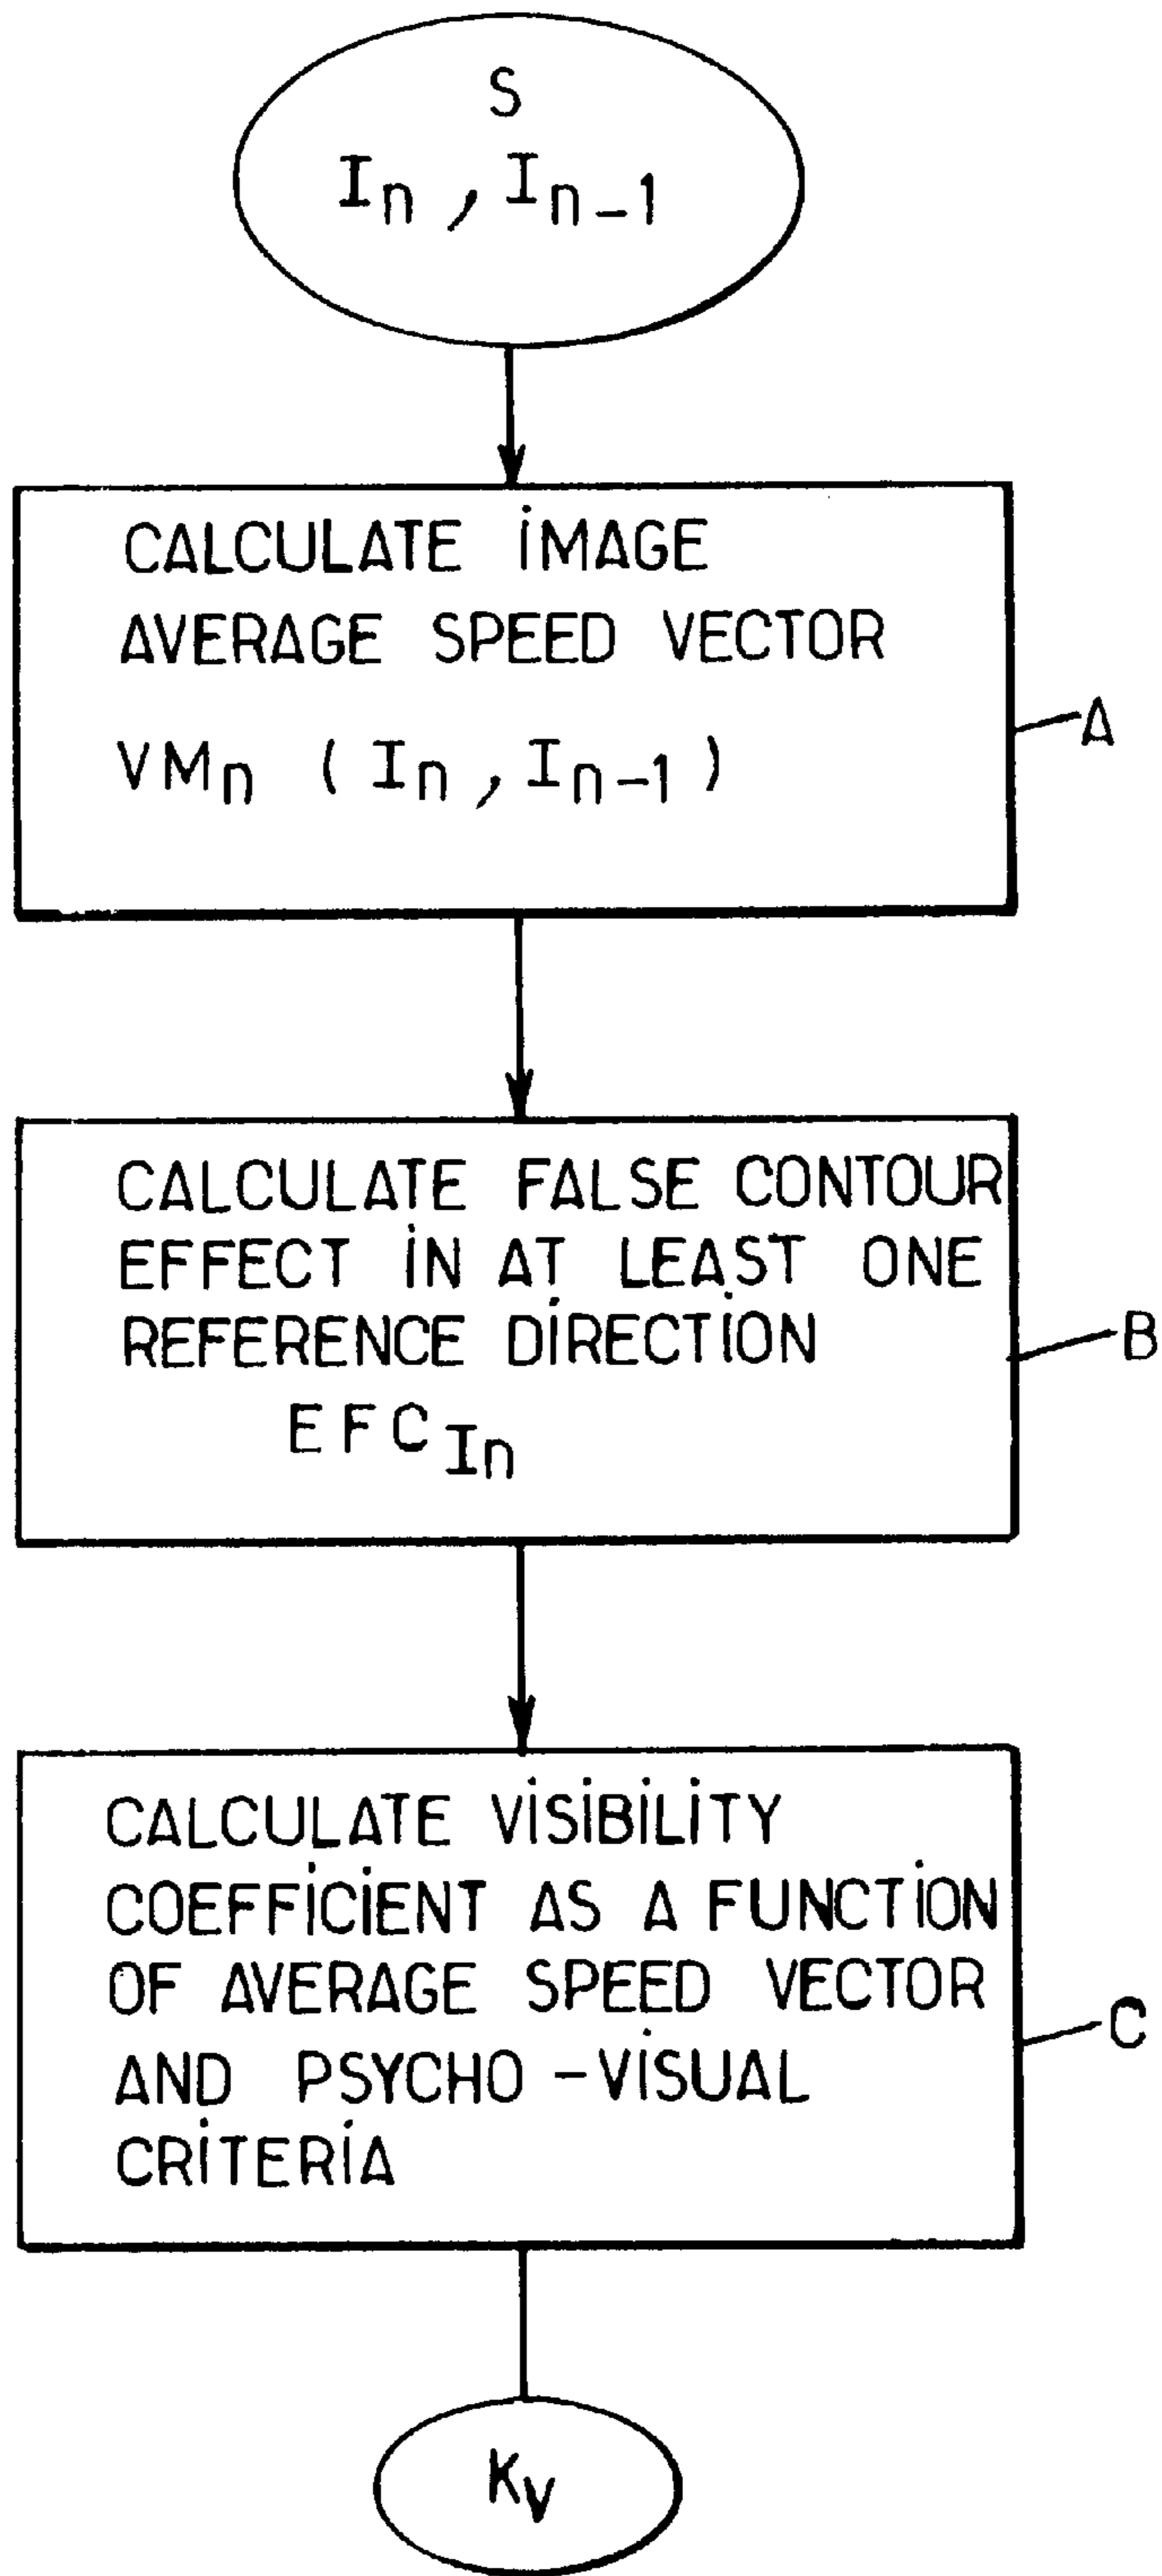 S
Iₙ , Iₙ₋₁
CALCULATE IMAGE
AVERAGE SPEED VECTOR
VMₙ ( Iₙ , Iₙ₋₁ )
A
CALCULATE FALSE CONTOUR
EFFECT IN AT LEAST ONE
REFERENCE DIRECTION
B
EFC_In
CALCULATE VISIBILITY
COEFFICIENT AS A FUNCTION
OF AVERAGE SPEED VECTOR
C
AND PSYCHO-VISUAL
CRITERIA
Kᵥ